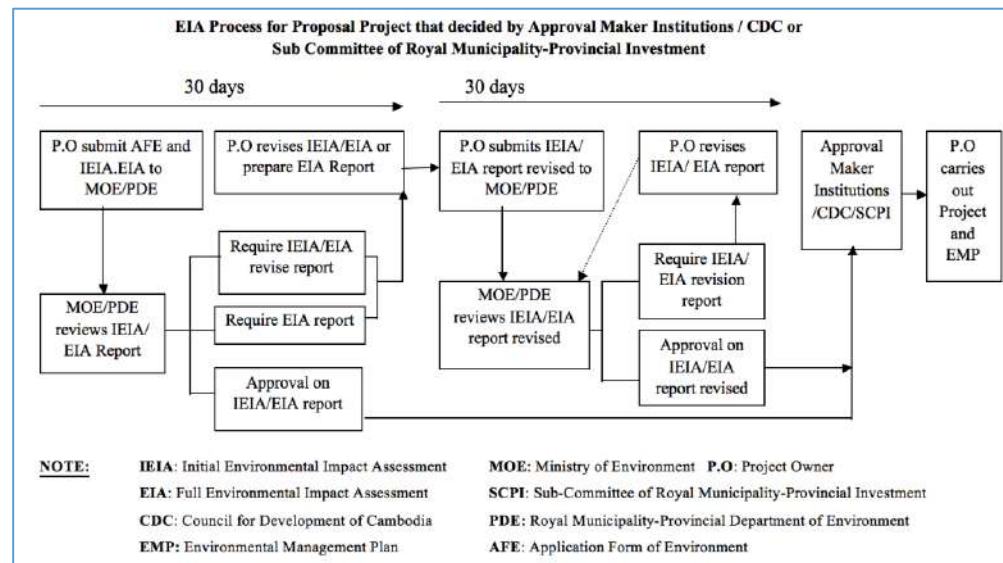 EIA Process for Proposal Project that decided by Approval Maker Institutions / CDC or
Sub Committee of Royal Municipality-Provincial Investment
30 days
30 days
P.O submit AFE and
IEIA.EIA to
MOE/PDE
P.O revises IEIA/EIA or
prepare EIA Report
P.O submits IEIA/
EIA report revised to
MOE/PDE
P.O revises
IEIA/ EIA report
Approval
Maker
Institutions
/CDC/SCPI
P.O
carries
out
Project
and
EMP
MOE/PDE
reviews IEIA/
EIA Report
Require IEIA/EIA
revise report
Require EIA report
Approval on
IEIA/EIA report
MOE/PDE
reviews IEIA/EIA
report revised
Require IEIA/
EIA revision
report
Approval on
IEIA/EIA
report revised
NOTE:
IEIA: Initial Environmental Impact Assessment
MOE: Ministry of Environment P.O: Project Owner
EIA: Full Environmental Impact Assessment
SCPI: Sub-Committee of Royal Municipality-Provincial Investment
CDC: Council for Development of Cambodia
PDE: Royal Municipality-Provincial Department of Environment
EMP: Environmental Management Plan
AFE: Application Form of Environment